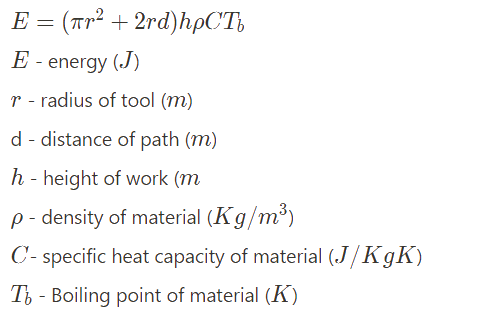 E = (πr² + 2rd)hρCT_b
E - energy (J)
r - radius of tool (m)
d - distance of path (m)
h - height of work (m
ρ - density of material (Kg/m³)
C- specific heat capacity of material (J/KgK)
T_b - Boiling point of material (K)